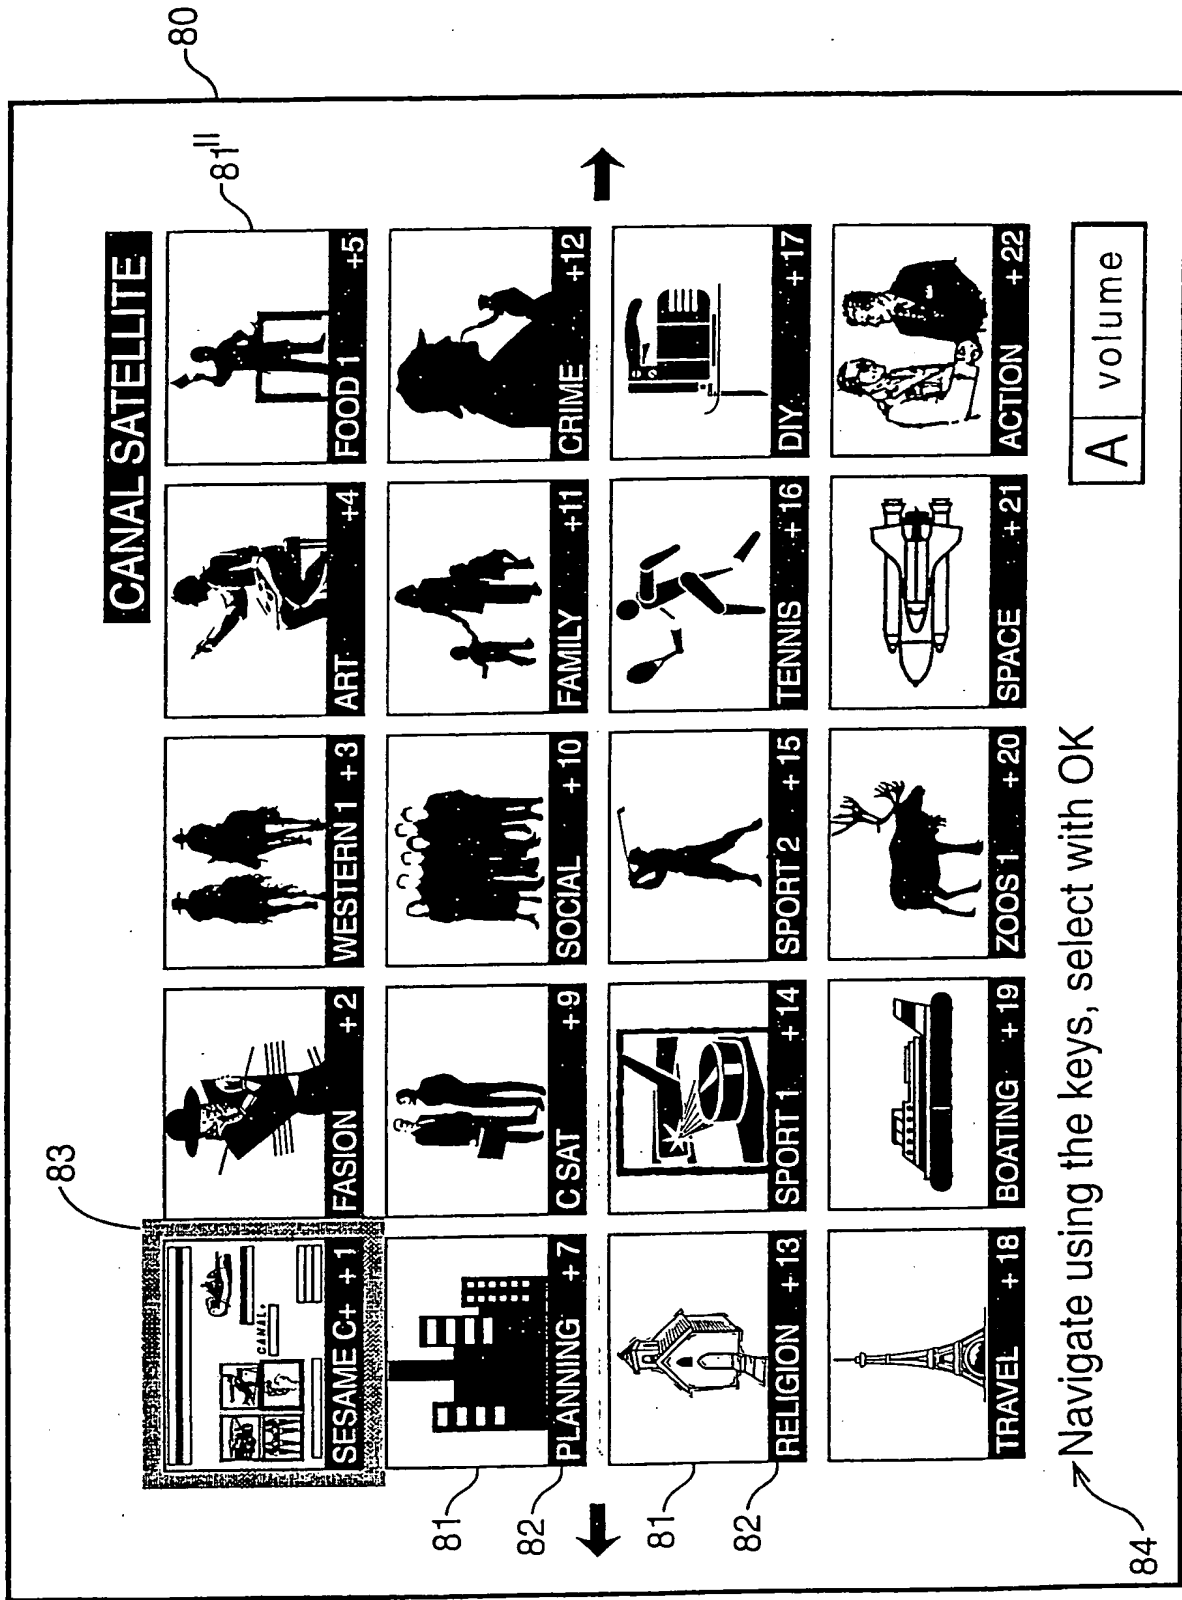 80
CANAL SATELLITE
83
81"
SESAME C+ + 1
FASION + 2
WESTERN 1 + 3
ART +4
FOOD 1 +5
CANAL+
81
82
PLANNING + 7
C SAT + 9
SOCIAL + 10
FAMILY +11
CRIME +12
81
82
RELIGION + 13
SPORT 1 + 14
SPORT 2 + 15
TENNIS + 16
DIY + 17
TRAVEL + 18
BOATING + 19
ZOOS 1 + 20
SPACE + 21
ACTION + 22
84
Navigate using the keys, select with OK
A volume